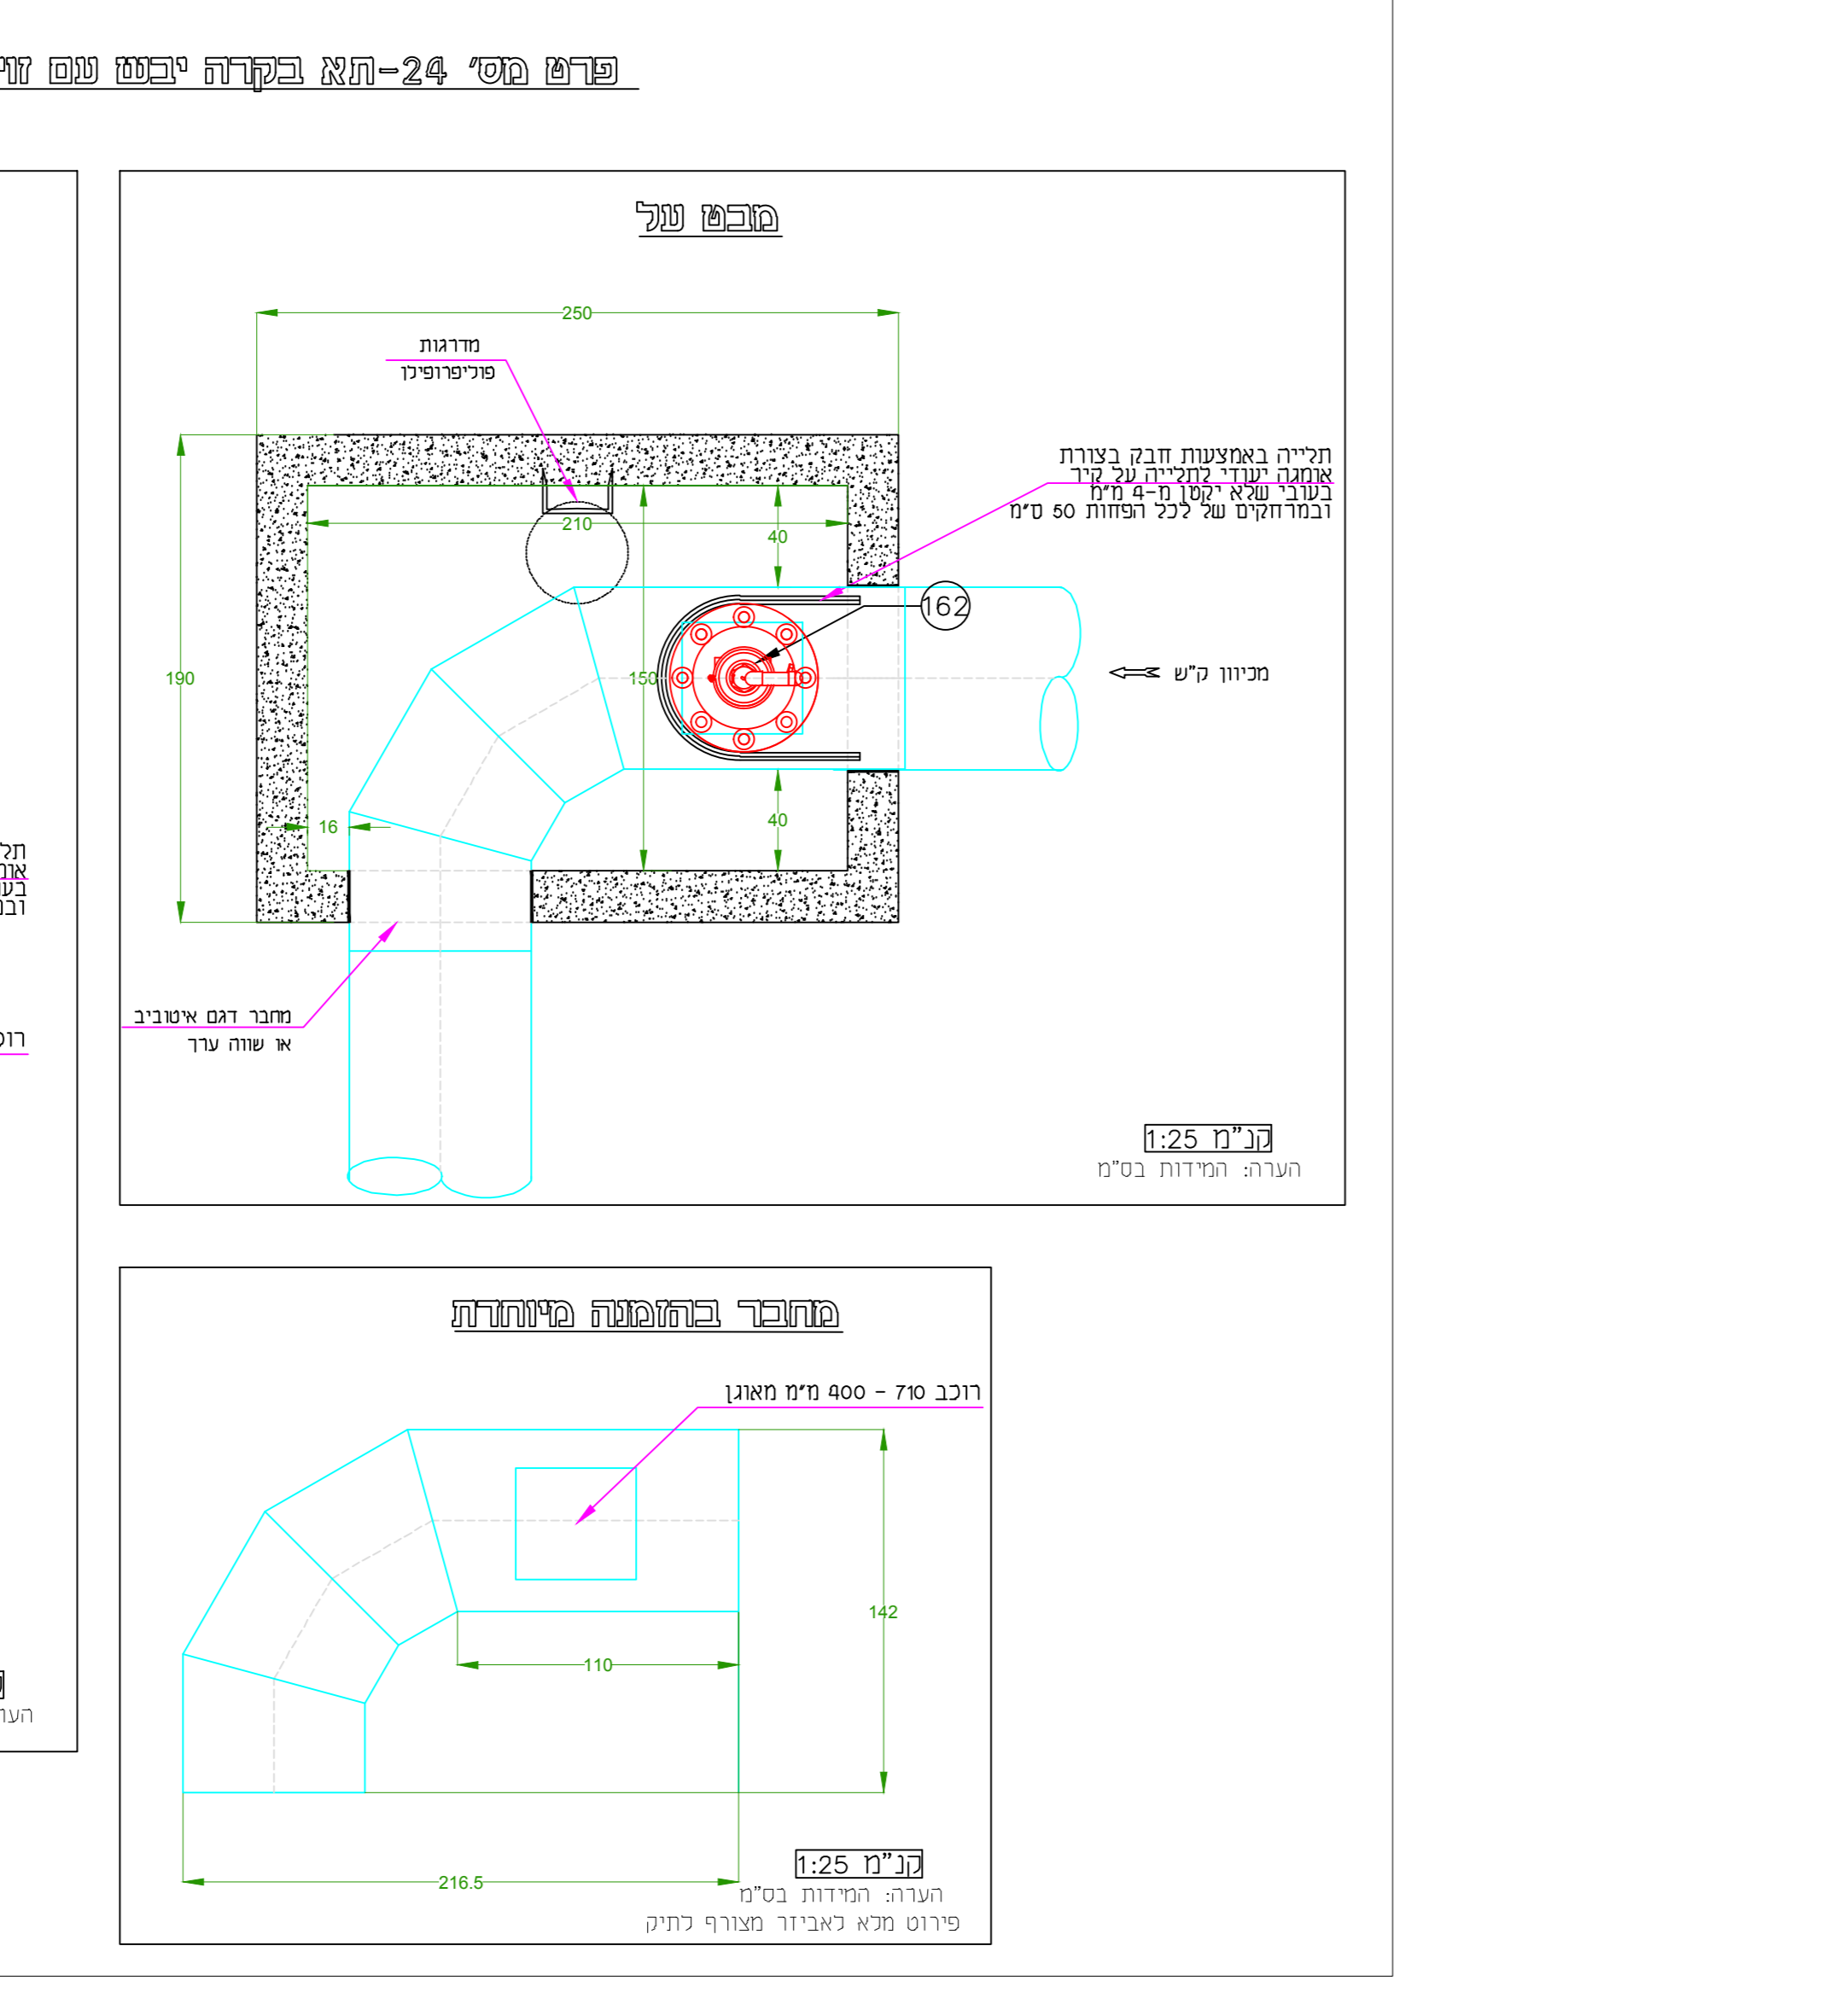 פרט מס' 24-תא בקרה יבש עם
מבט על
250
מדרגות
פוליפרופילן
תלייה באמצעות חבק בצורת
אומגה יעודי לתלייה על קיר
בעובי שלא יקטן מ-4 מ"מ
ובמרחקים של לכל הפחות 50 ס"מ
210
40
162
190
150
מכיוון ק"ש
16
40
מחבר דגם איטוביב
או שווה ערך
קנ"מ 1:25
הערה: המידות בס"מ
מחבר בהזמנה מיוחדת
רוכב 710 - 400 מ"מ מאוגן
142
110
216.5
קנ"מ 1:25
הערה: המידות בס"מ
פירוט מלא לאביזר מצורף לתיק